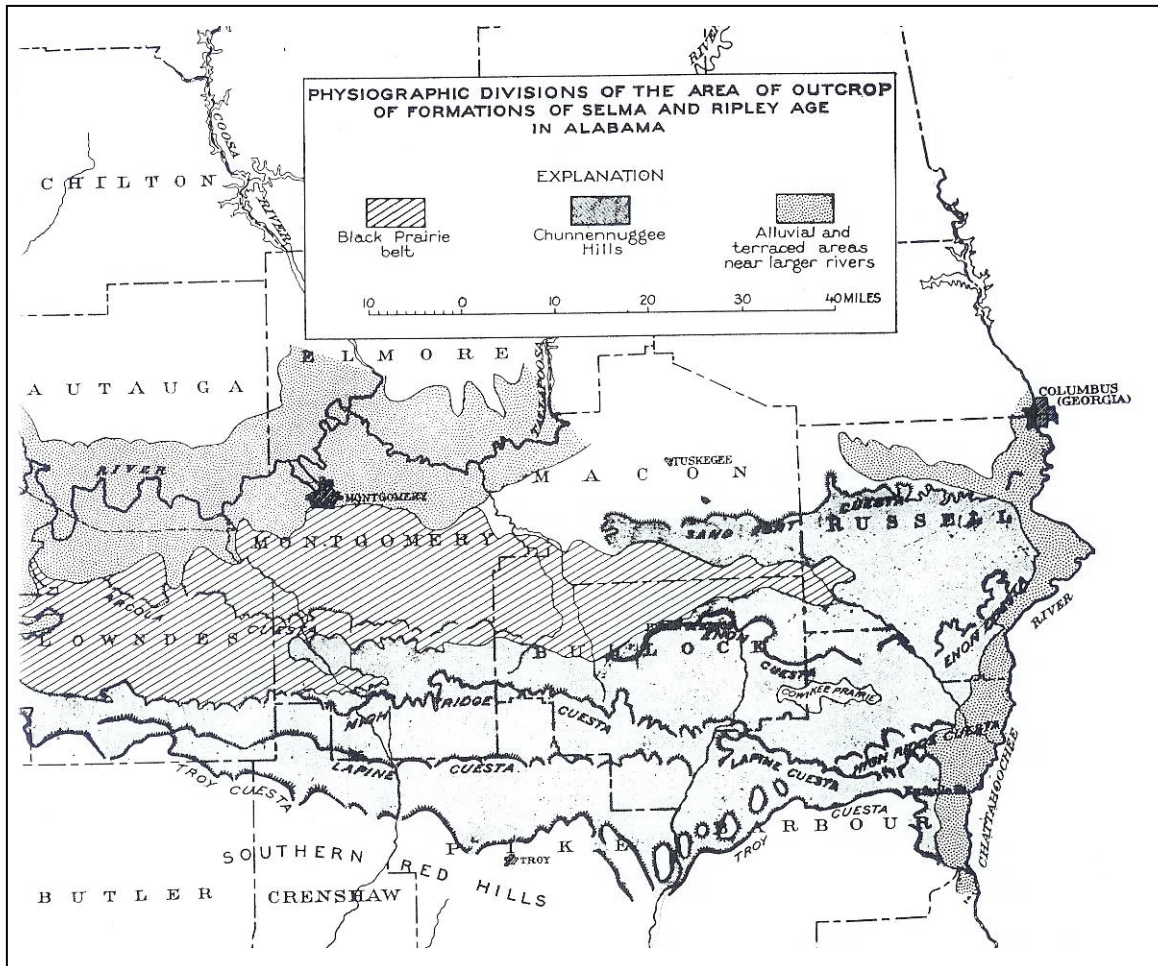 RIVER
PHYSIOGRAPHIC DIVISIONS OF THE AREA OF OUTCROP
OF FORMATIONS OF SELMA AND RIPLEY AGE
IN ALABAMA
EXPLANATION
Black Prairie
belt
Chunnennuggee
Hills
Alluvial and
terraced areas
near larger rivers
10 0 10 20 30 40 MILES
COOSA
RIVER
CHILTON
ELMORE
AUTAUGA
TALLAPOOSA
COLUMBUS
(GEORGIA)
RIVER
MONTGOMERY
TUSKEGEE
MACON
SAND FORT CUESTA
RUSSELL
MONTGOMERY
ARCOLA CUESTA
LOWNDES
BULLOCK
ENON
CUESTA
ENON CUESTA
RIVER
COWIKEE PRAIRIE
HIGH RIDGE CUESTA
HIGH RIDGE CUESTA
LAPINE CUESTA
LAPINE CUESTA
TROY CUESTA
TROY CUESTA
CHATTAHOOCHEE
BARBOUR
PIKE
TROY
SOUTHERN RED HILLS
BUTLER
CRENSHAW